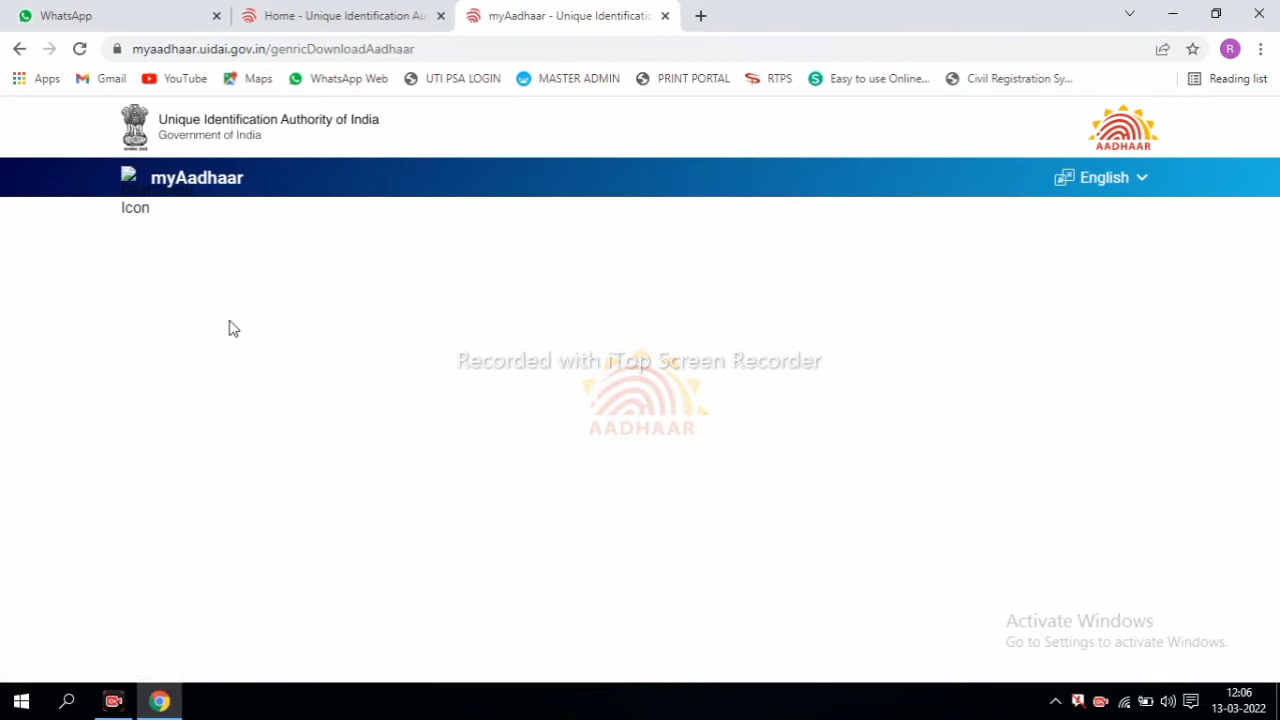 WhatsApp
Home - Unique Identification Au
myAadhaar - Unique Identificatio
myaadhaar.uidai.gov.in/genricDownloadAadhaar
R
Apps
Gmail
YouTube
Maps
WhatsApp Web
UTI PSA LOGIN
MASTER ADMIN
PRINT PORTAL
RTPS
Easy to use Online...
Civil Registration Sy...
Reading list
Unique Identification Authority of India
Government of India
AADHAAR
myAadhaar
Icon
English
Recorded with iTop Screen Recorder
AADHAAR
Activate Windows
Go to Settings to activate Windows.
12:06
13-03-2022